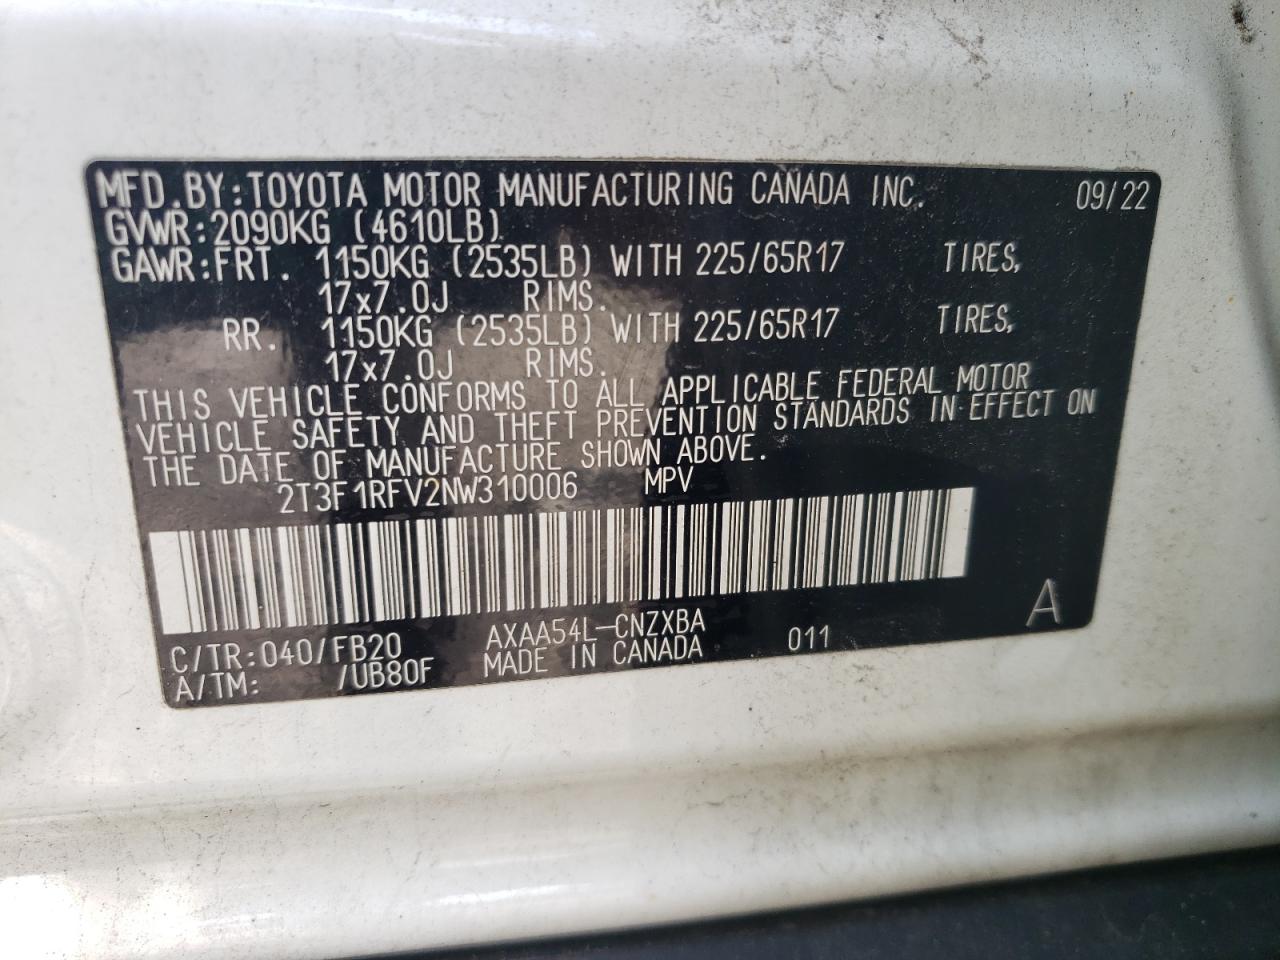 MFD.BY:TOYOTA MOTOR MANUFACTURING CANADA INC. 09/22
GVWR:2090KG (4610LB)
GAWR:FRT. 1150KG (2535LB) WITH 225/65R17 TIRES,
17x7.0J RIMS.
RR. 1150KG (2535LB) WITH 225/65R17 TIRES,
17x7.0J RIMS.
THIS VEHICLE CONFORMS TO ALL APPLICABLE FEDERAL MOTOR
VEHICLE SAFETY AND THEFT PREVENTION STANDARDS IN EFFECT ON
THE DATE OF MANUFACTURE SHOWN ABOVE.
2T3F1RFV2NW310006 MPV
C/TR:040/FB20 AXAA54L-CNZXBA 011 A
A/TM: /UB80F MADE IN CANADA